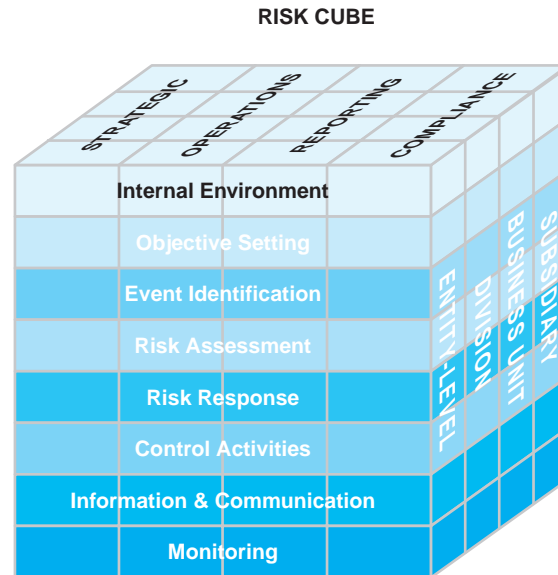 RISK CUBE
STRATEGIC
OPERATIONS
REPORTING
COMPLIANCE
Internal Environment
Objective Setting
Event Identification
Risk Assessment
Risk Response
Control Activities
Information & Communication
Monitoring
ENTITY-LEVEL
DIVISION
BUSINESS UNIT
SUBSIDIARY